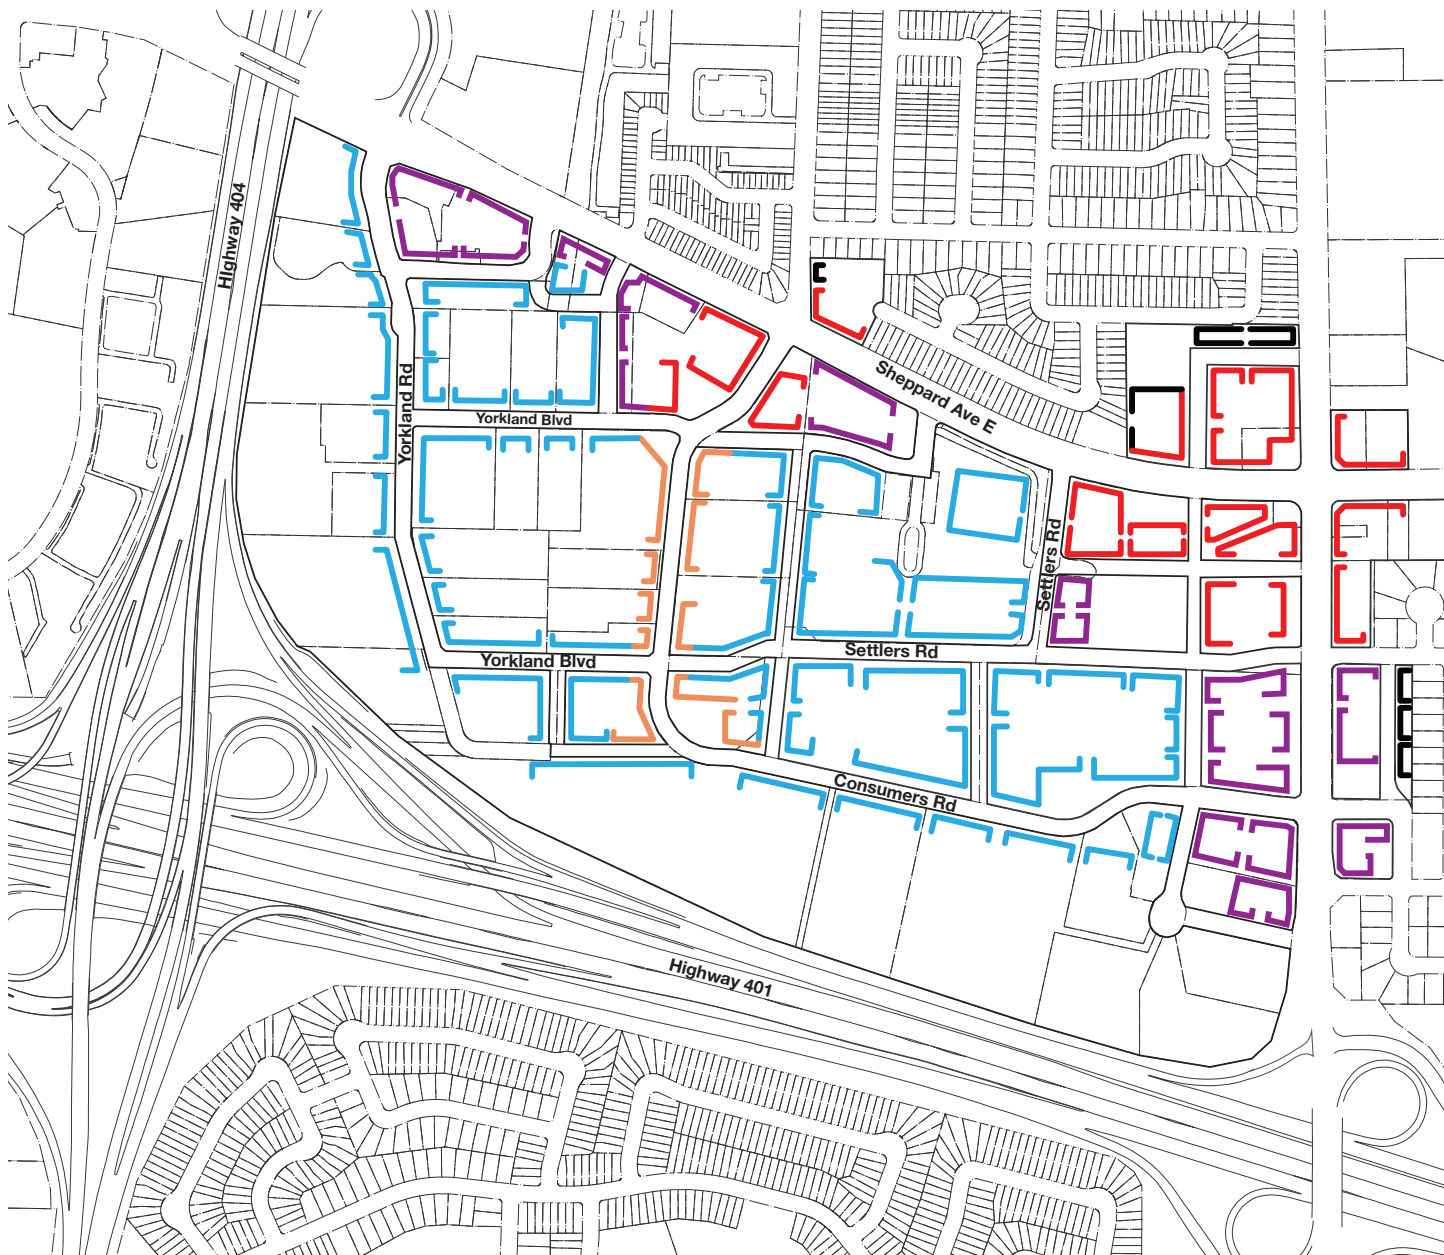 HIghway 404
Sheppard Ave E
Yorkland Rd
Yorkland Blvd
Settlers Rd
Settlers Rd
Yorkland Blvd
Consumers Rd
Highway 401